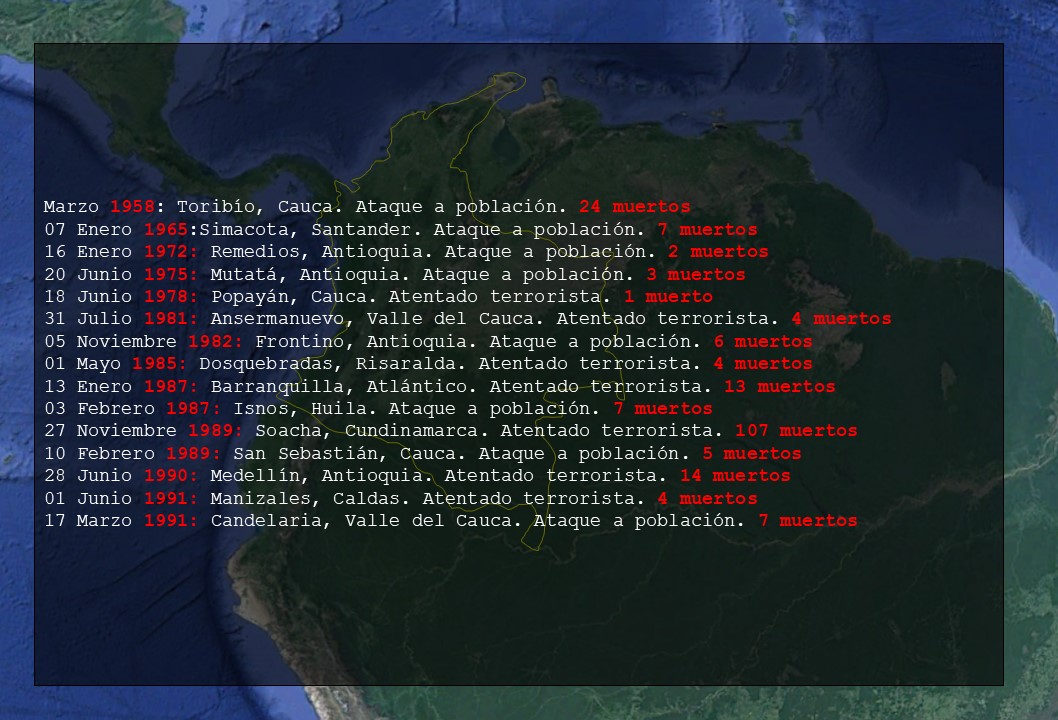 Marzo 1958: Toribío, Cauca. Ataque a población. 24 muertos
07 Enero 1965:Simacota, Santander. Ataque a población. 7 muertos
16 Enero 1972: Remedios, Antioquia. Ataque a población. 2 muertos
20 Junio 1975: Mutatá, Antioquia. Ataque a población. 3 muertos
18 Junio 1978: Popayán, Cauca. Atentado terrorista. 1 muerto
31 Julio 1981: Ansermanuevo, Valle del Cauca. Atentado terrorista. 4 muertos
05 Noviembre 1982: Frontino, Antioquia. Ataque a población. 6 muertos
01 Mayo 1985: Dosquebradas, Risaralda. Atentado terrorista. 4 muertos
13 Enero 1987: Barranquilla, Atlántico. Atentado terrorista. 13 muertos
03 Febrero 1987: Isnos, Huila. Ataque a población. 7 muertos
27 Noviembre 1989: Soacha, Cundinamarca. Atentado terrorista. 107 muertos
10 Febrero 1989: San Sebastián, Cauca. Ataque a población. 5 muertos
28 Junio 1990: Medellín, Antioquia. Atentado terrorista. 14 muertos
01 Junio 1991: Manizales, Caldas. Atentado terrorista. 4 muertos
17 Marzo 1991: Candelaria, Valle del Cauca. Ataque a población. 7 muertos